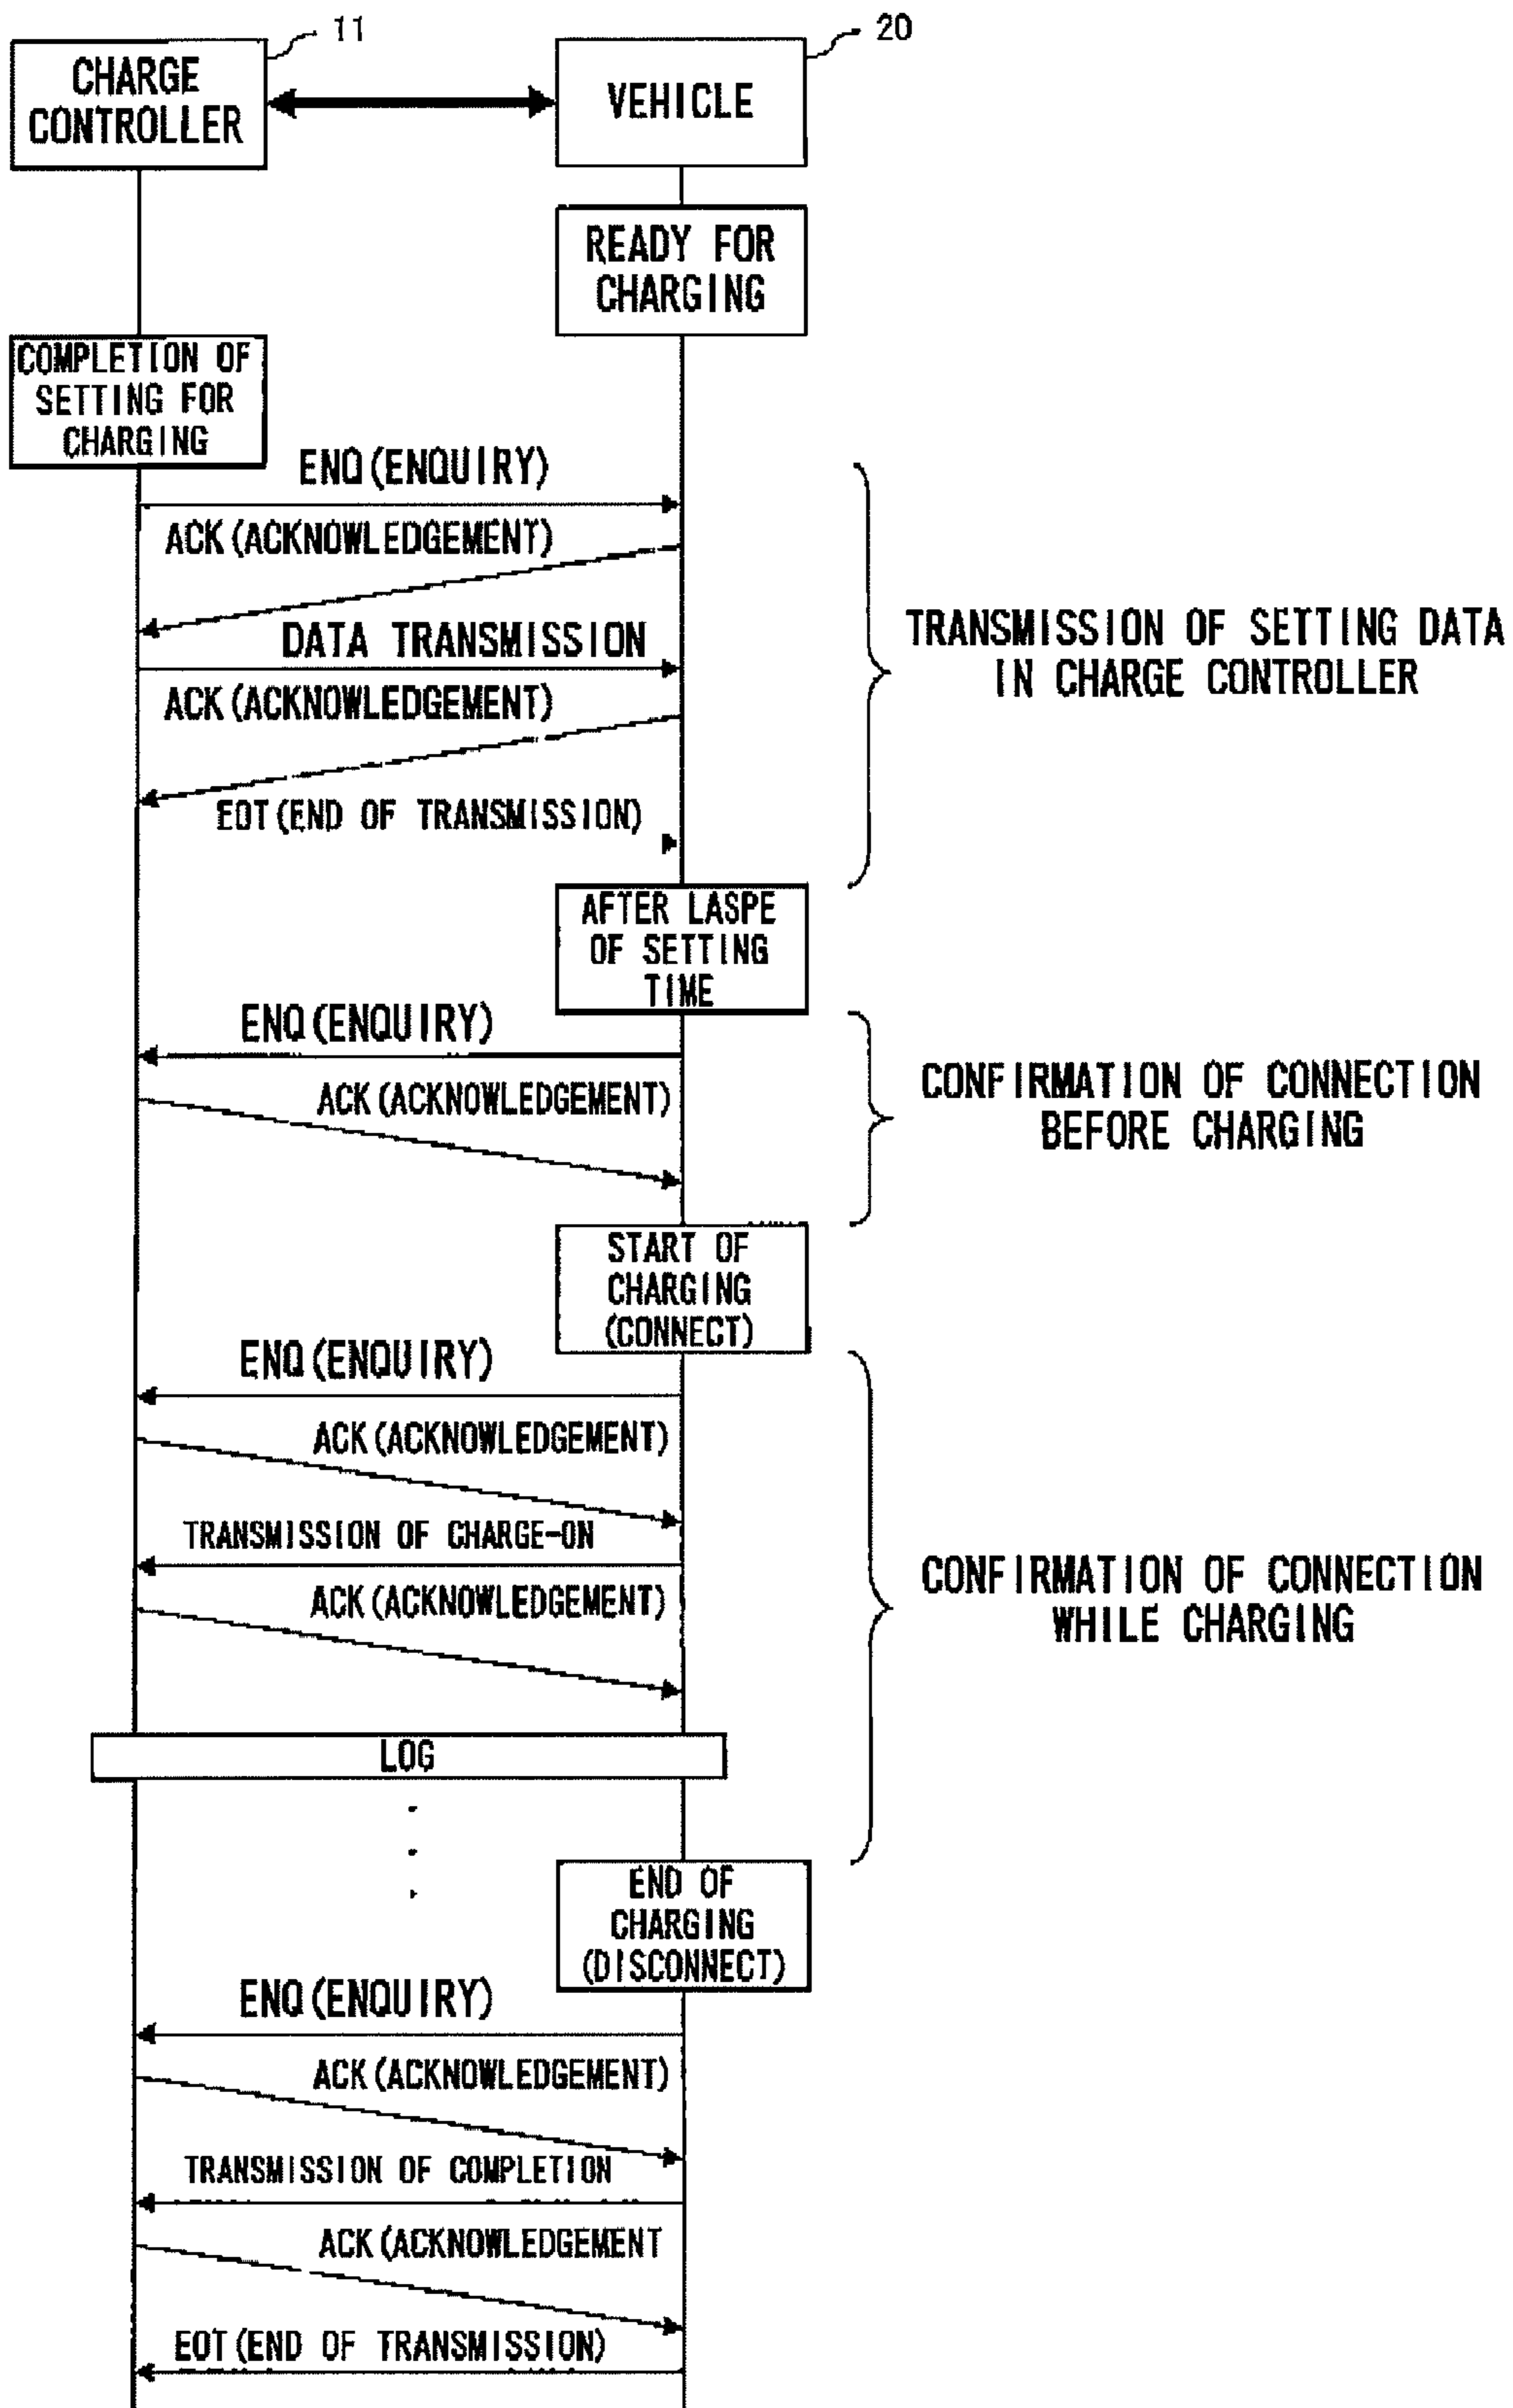 11
20
CHARGE
CONTROLLER
VEHICLE
READY FOR
CHARGING
COMPLETION OF
SETTING FOR
CHARGING
ENQ(ENQUIRY)
ACK(ACKNOWLEDGEMENT)
DATA TRANSMISSION
ACK(ACKNOWLEDGEMENT)
EOT(END OF TRANSMISSION)
TRANSMISSION OF SETTING DATA
IN CHARGE CONTROLLER
AFTER LASPE
OF SETTING
TIME
ENQ(ENQUIRY)
ACK(ACKNOWLEDGEMENT)
CONFIRMATION OF CONNECTION
BEFORE CHARGING
START OF
CHARGING
(CONNECT)
ENQ(ENQUIRY)
ACK(ACKNOWLEDGEMENT)
TRANSMISSION OF CHARGE-ON
ACK(ACKNOWLEDGEMENT)
CONFIRMATION OF CONNECTION
WHILE CHARGING
LOG
END OF
CHARGING
(DISCONNECT)
ENQ(ENQUIRY)
ACK(ACKNOWLEDGEMENT)
TRANSMISSION OF COMPLETION
ACK(ACKNOWLEDGEMENT
EOT(END OF TRANSMISSION)